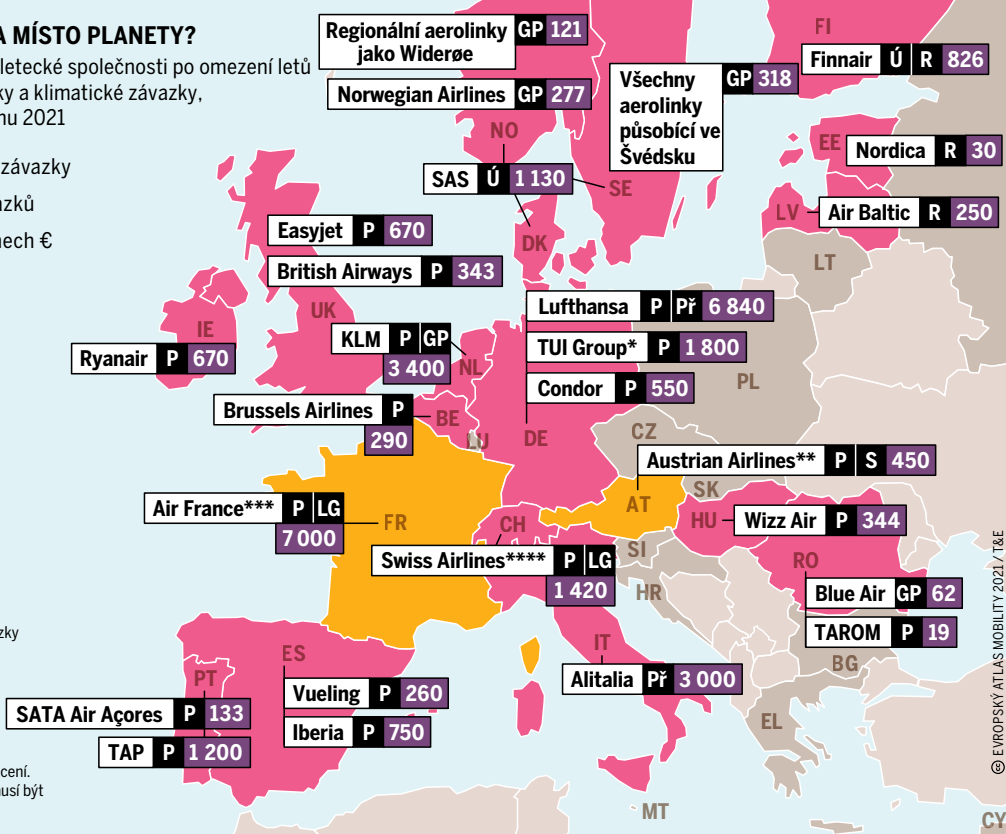 A MÍSTO PLANETY?
letecké společnosti po omezení letů
ky a klimatické závazky,
nu 2021
závazky
zků
nech €
Regionální aerolinky
jako Widerøe
GP 121
Norwegian Airlines GP 277
NO
SAS Ú 1 130
SE
DK
Všechny
aerolinky
působící ve
Švédsku
GP 318
FI
Finnair Ú R 826
EE
Nordica R 30
LV
Air Baltic R 250
LT
Easyjet P 670
British Airways P 343
UK
IE
Ryanair P 670
KLM P GP
3 400
NL
Lufthansa P Př 6 840
TUI Group* P 1 800
Condor P 550
PL
Brussels Airlines P
290
BE
LU
DE
CZ
Austrian Airlines** P S 450
AT
SK
Air France*** P LG
7 000
FR
CH
HU
Wizz Air P 344
Swiss Airlines**** P LG
1 420
SI
HR
RO
Blue Air GP 62
TAROM P 19
BG
IT
Alitalia Př 3 000
ES
Vueling P 260
Iberia P 750
PT
SATA Air Açores P 133
TAP P 1 200
EL
MT
CY
zky
cení.
usí být
cc EVROPSKÝ ATLAS MOBILITY 2021 / T&E